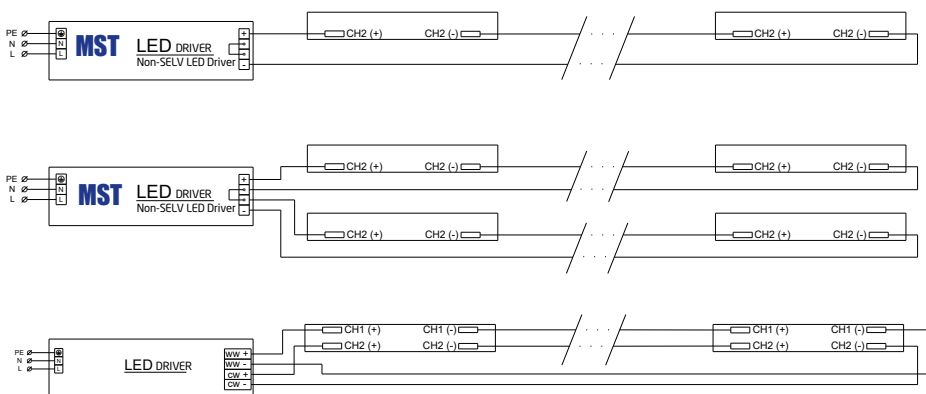 CH2 (+) CH2 (-) CH2 (+) CH2 (-)
PE + 
N N MST LED DRIVER
L L Non-SELV LED Driver -
CH2 (+) CH2 (-) CH2 (+) CH2 (-)
PE +
N N MST LED DRIVER
L L Non-SELV LED Driver -
CH2 (+) CH2 (-) CH2 (+) CH2 (-)
CH1 (+) CH1 (-) CH1 (+) CH1 (-)
CH2 (+) CH2 (-) CH2 (+) CH2 (-)
PE WW +
N N LED DRIVER WW -
L L CW +
CW -